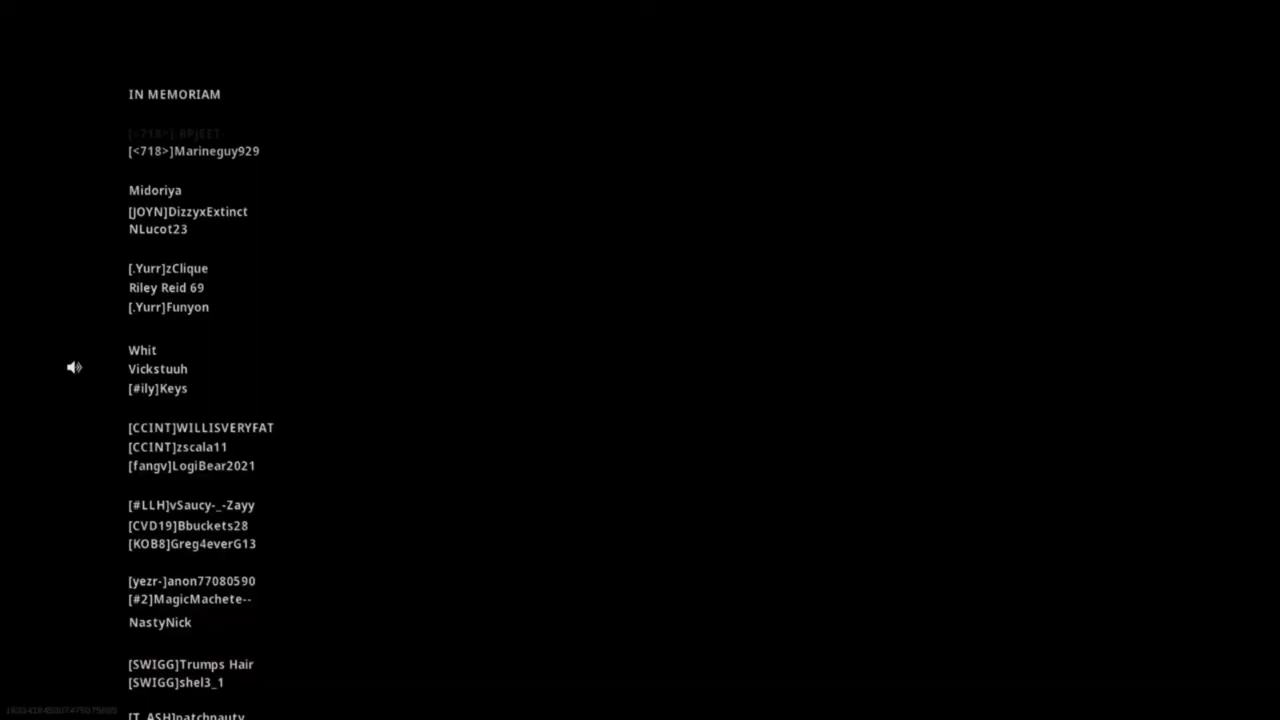 IN MEMORIAM
[<718>]
[<718>]Marineguy929
Midoriya
[JOYN]DizzyxExtinct
NLucot23
[.Yurr]zClique
Riley Reid 69
[.Yurr]Funyon
Whit
Vickstuuh
[#ily]Keys
[CCINT]WILLISVERYFAT
[CCINT]zscala11
[fangv]LogiBear2021
[#LLH]vSaucy-_-Zayy
[CVD19]Bbuckets28
[KOB8]Greg4everG13
[yezr-]anon77080590
[#2]MagicMachete--
NastyNick
[SWIGG]Trumps Hair
[SWIGG]shel3_1